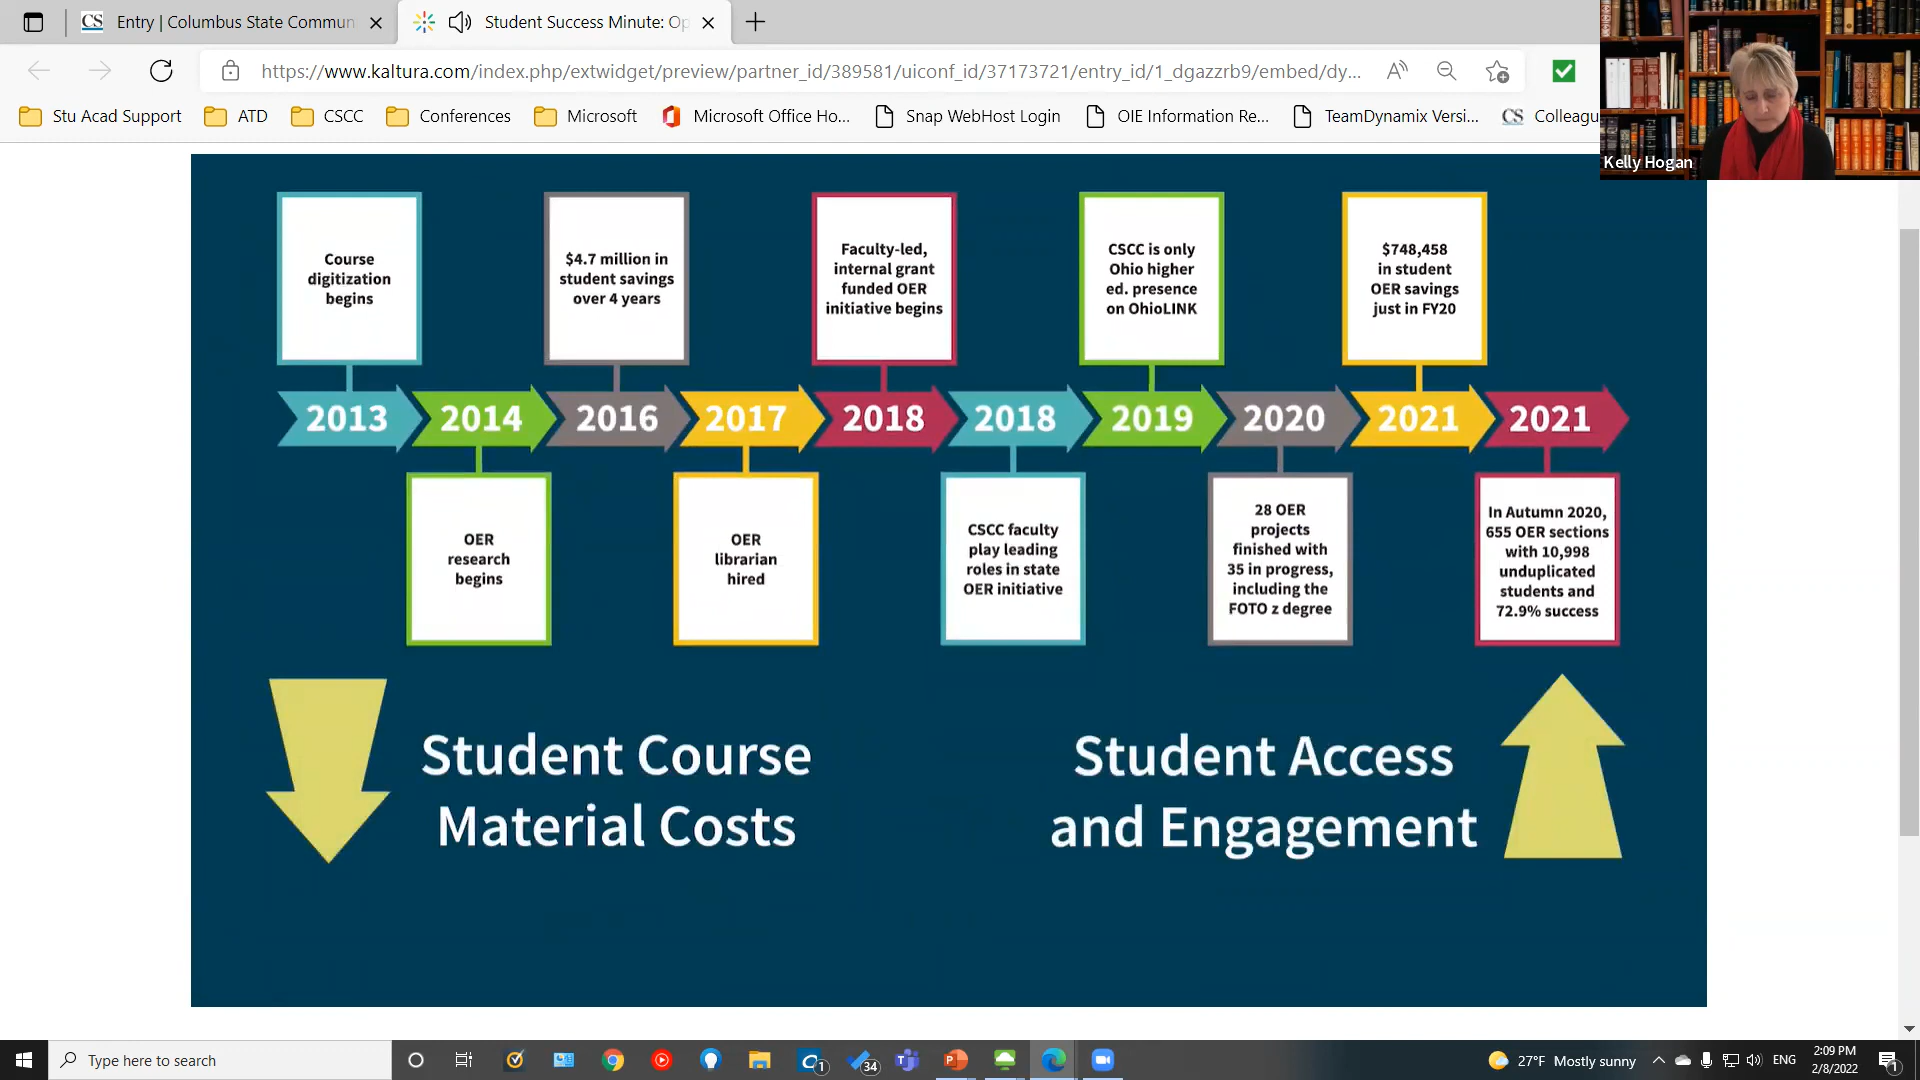 Entry | Columbus State Commun
Student Success Minute: Op
https://www.kaltura.com/index.php/extwidget/preview/partner_id/389581/uiconf_id/37173721/entry_id/1_dgazzrb9/embed/dy...
Stu Acad Support
ATD
CSCC
Conferences
Microsoft
Microsoft Office Ho...
Snap WebHost Login
OIE Information Re...
TeamDynamix Versi...
CS
Colleagu
Kelly Hogan
Course
digitization
begins
$4.7 million in
student savings
over 4 years
Faculty-led,
internal grant
funded OER
initiative begins
CSCC is only
Ohio higher
ed. presence
on OhioLINK
$748,458
in student
OER savings
just in FY20
2013
2014
2016
2017
2018
2018
2019
2020
2021
2021
OER
research
begins
OER
librarian
hired
CSCC faculty
play leading
roles in state
OER initiative
28 OER
projects
finished with
35 in progress,
including the
FOTO z degree
In Autumn 2020,
655 OER sections
with 10,998
unduplicated
students and
72.9% success
Student Course
Material Costs
Student Access
and Engagement
Type here to search
1
34
27°F Mostly sunny
ENG
2:09 PM
2/8/2022
1